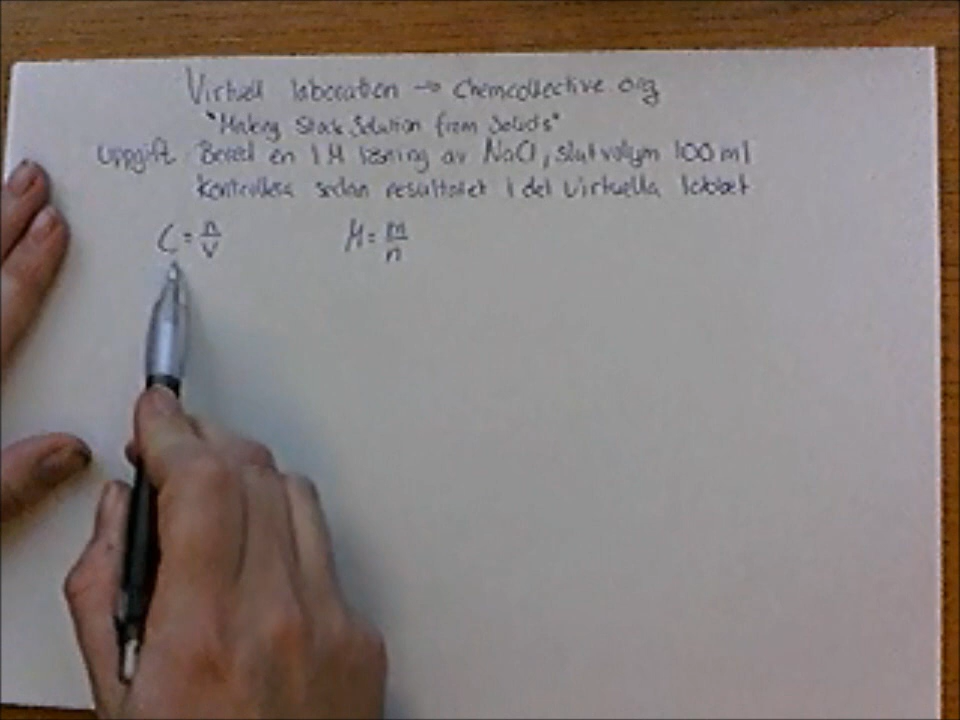 Virtuell laboration → Chemcollective.org
"Making Stock Solution from Solids"
Uppgift: Bered en 1 M lösning av NaCl, slutvolym 100 ml
Kontrollera sedan resultatet i det virtuella labbet
C = n/V M = m/n